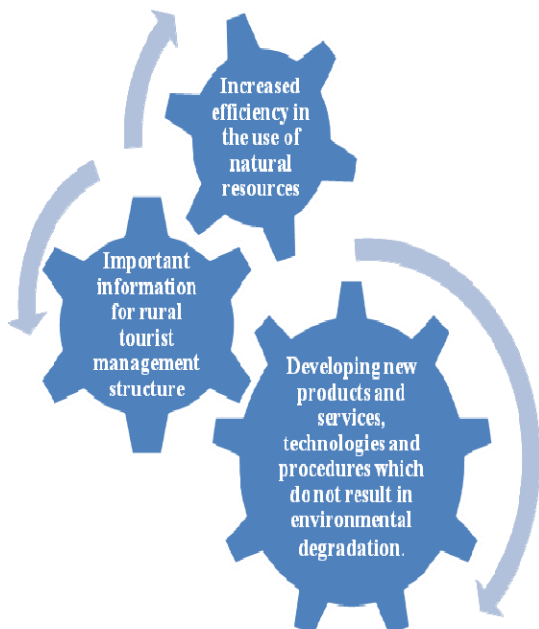 Increased
efficiency in
the use of
natural
resources
Important
information
for rural
tourist
management
structure
Developing new
products and
services,
technologies and
procedures which
do not result in
environmental
degradation.